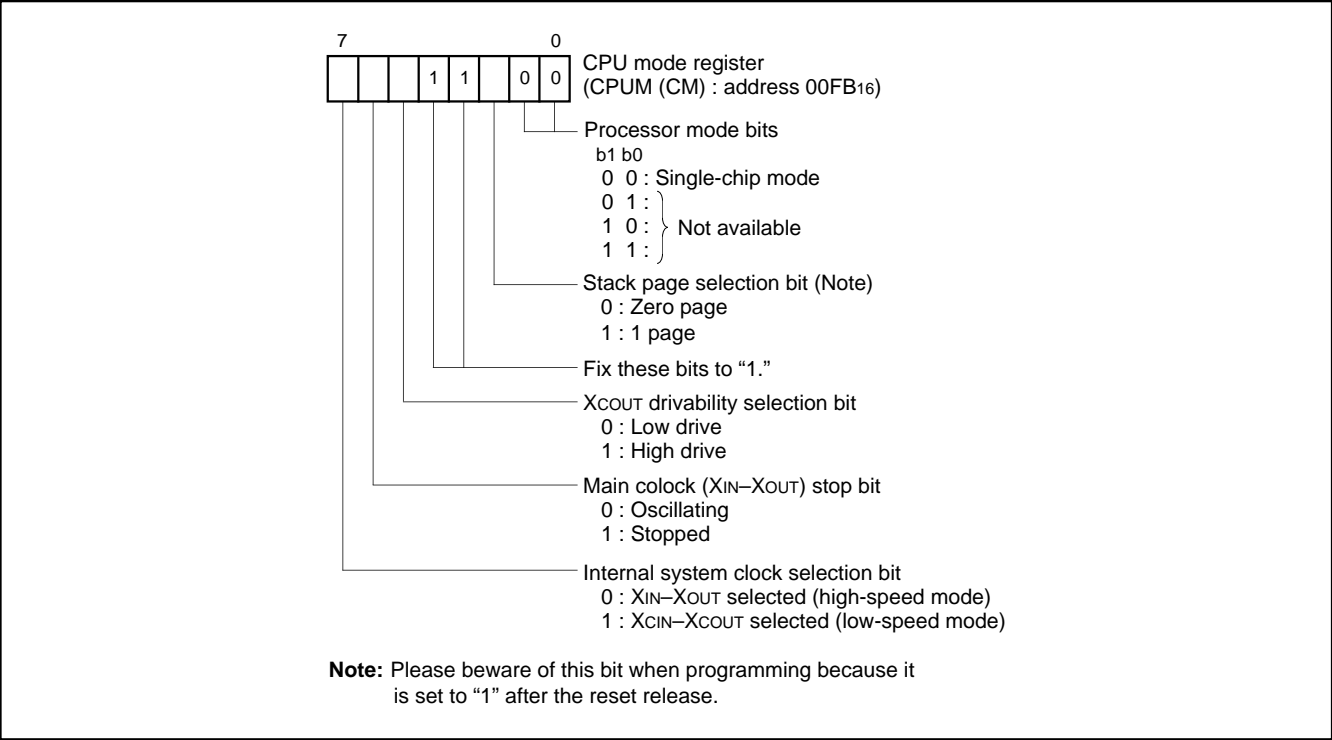 7 0
1 1 0 0
CPU mode register
(CPUM (CM) : address 00FB16)
Processor mode bits
b1 b0
0 0 : Single-chip mode
0 1 :
1 0 : Not available
1 1 :
Stack page selection bit (Note)
0 : Zero page
1 : 1 page
Fix these bits to “1.”
XCOUT drivability selection bit
0 : Low drive
1 : High drive
Main colock (XIN–XOUT) stop bit
0 : Oscillating
1 : Stopped
Internal system clock selection bit
0 : XIN–XOUT selected (high-speed mode)
1 : XCIN–XCOUT selected (low-speed mode)
Note: Please beware of this bit when programming because it
is set to “1” after the reset release.